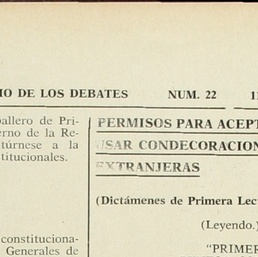 IO DE LOS DEBATES NUM. 22
allero de Pri-
erno de la Re-
túrnese a la
titucionales.
constituciona-
Generales de
PERMISOS PARA ACEPT
USAR CONDECORACION
EXTRANJERAS
(Dictámenes de Primera Lec
(Leyendo.)
"PRIMER